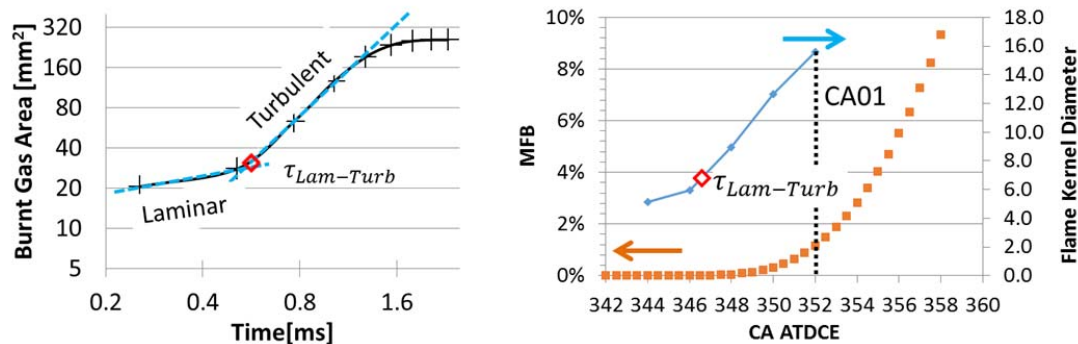 Burnt Gas Area [mm²]
320
160
80
40
20
10
5
Turbulent
τ_Lam−Turb
Laminar
0.2 0.4 0.8 1.6
Time[ms]
MFB
10%
8%
6%
4%
2%
0%
CA01
τ_Lam−Turb
18.0
16.0
14.0
12.0
10.0
8.0
6.0
4.0
2.0
0.0
Flame Kernel Diameter
342 344 346 348 350 352 354 356 358 360
CA ATDCE